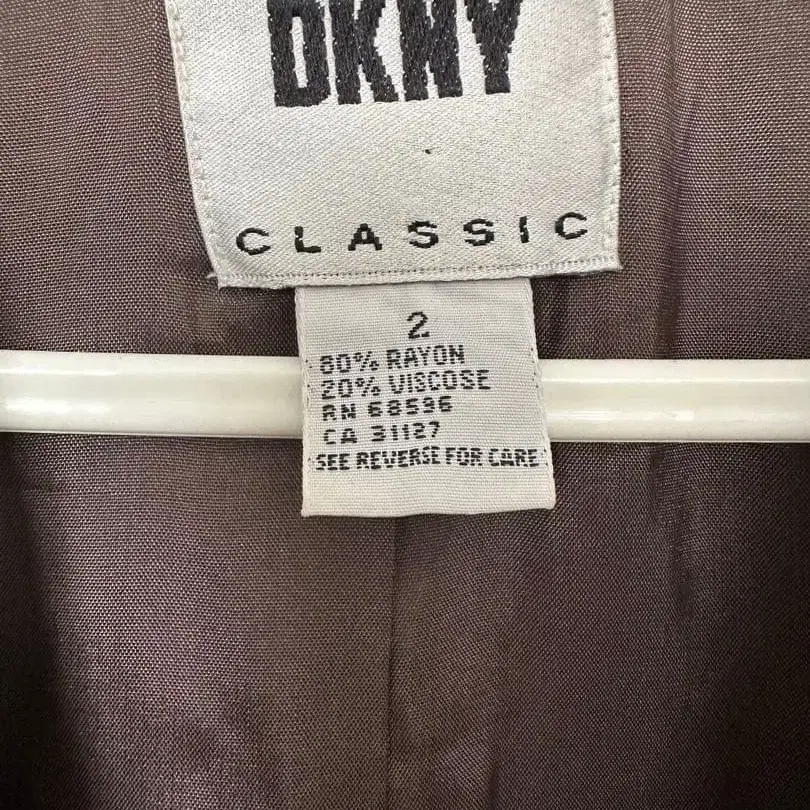 DKNY
CLASSIC
2
80% RAYON
20% VISCOSE
RN 68596
CA 31127
SEE REVERSE FOR CARE